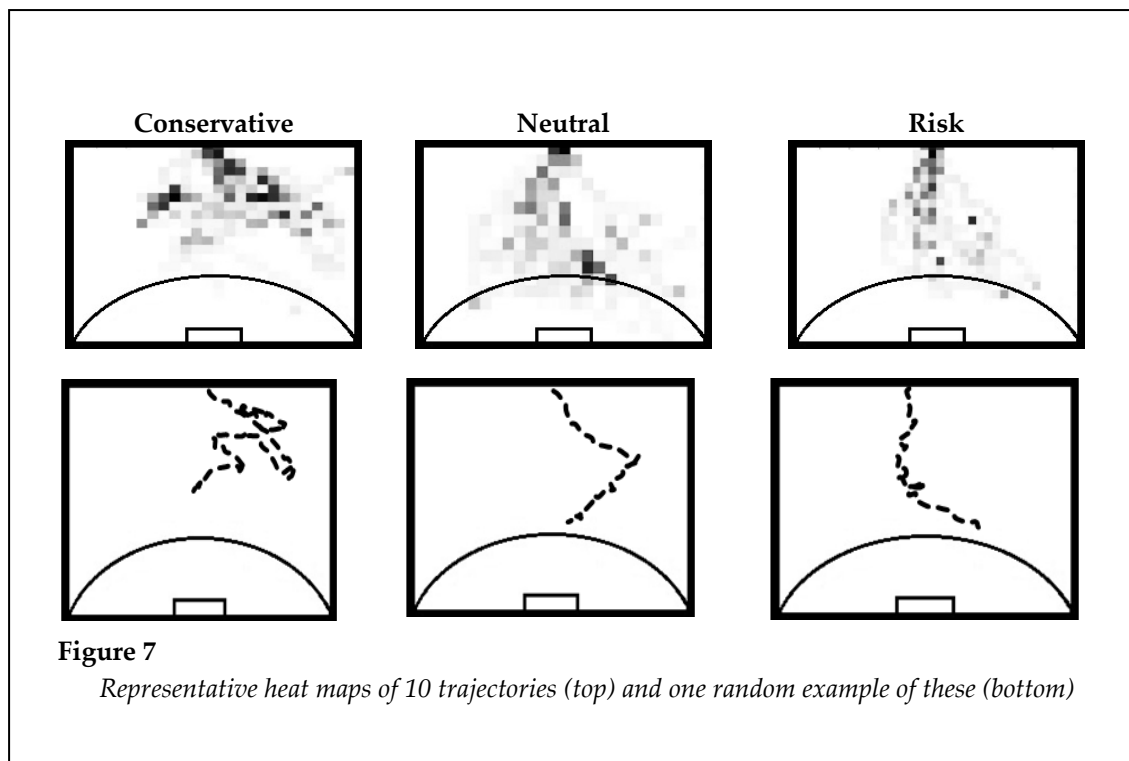 Conservative Neutral Risk
Figure 7
Representative heat maps of 10 trajectories (top) and one random example of these (bottom)